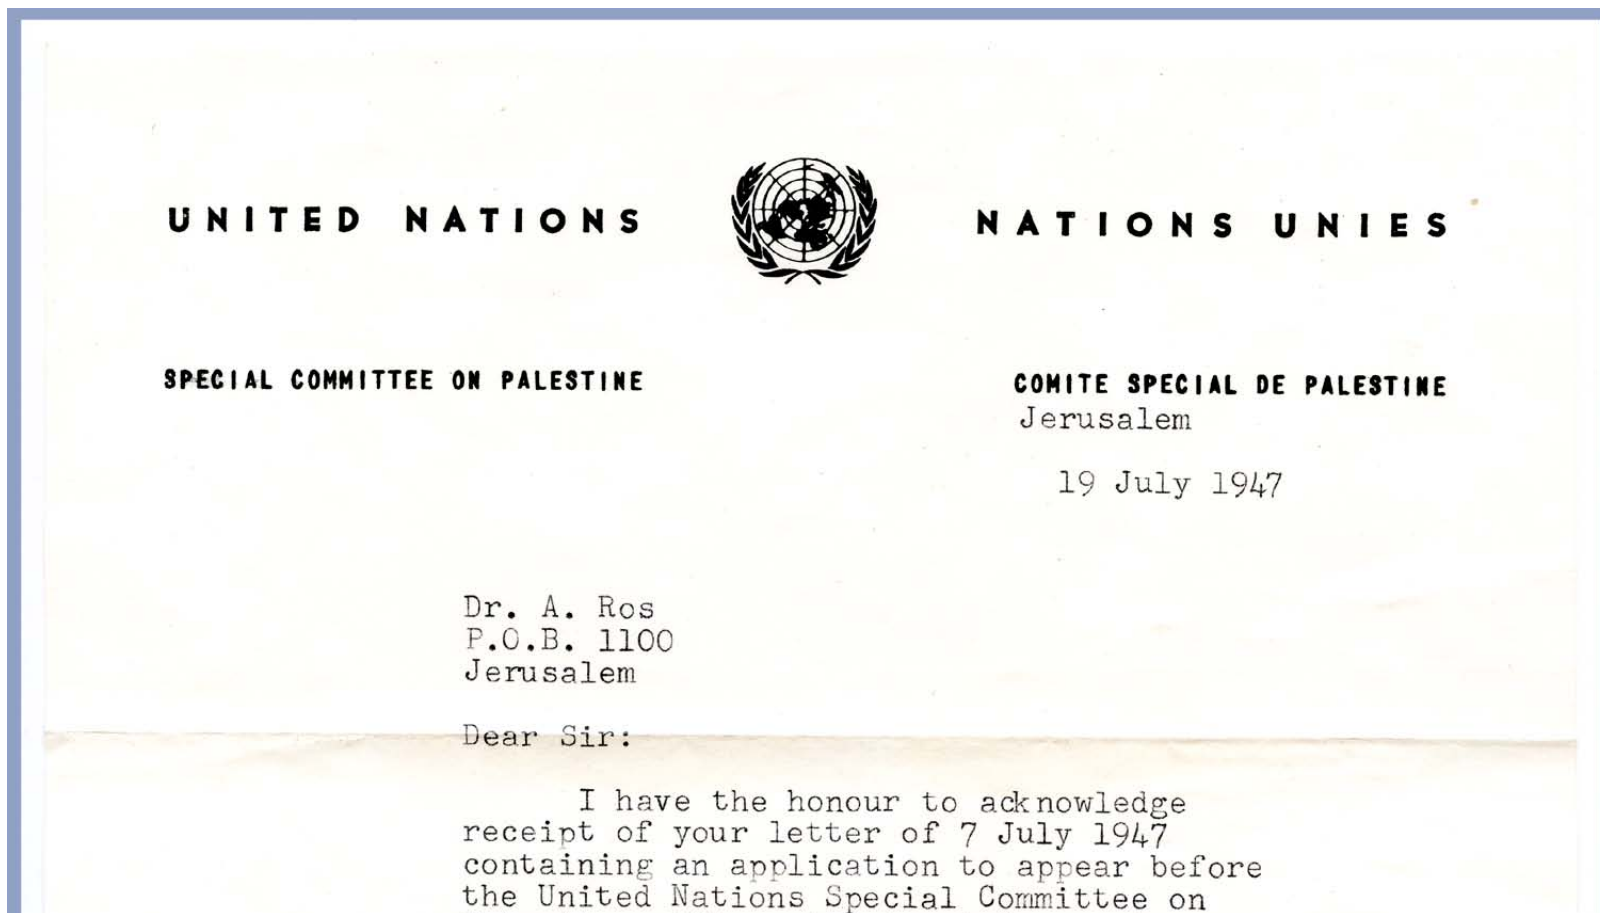 UNITED NATIONS
NATIONS UNIES
SPECIAL COMMITTEE ON PALESTINE
COMITE SPECIAL DE PALESTINE
Jerusalem
19 July 1947
Dr. A. Ros
P.O.B. 1100
Jerusalem
Dear Sir:
I have the honour to acknowledge
receipt of your letter of 7 July 1947
containing an application to appear before
the United Nations Special Committee on